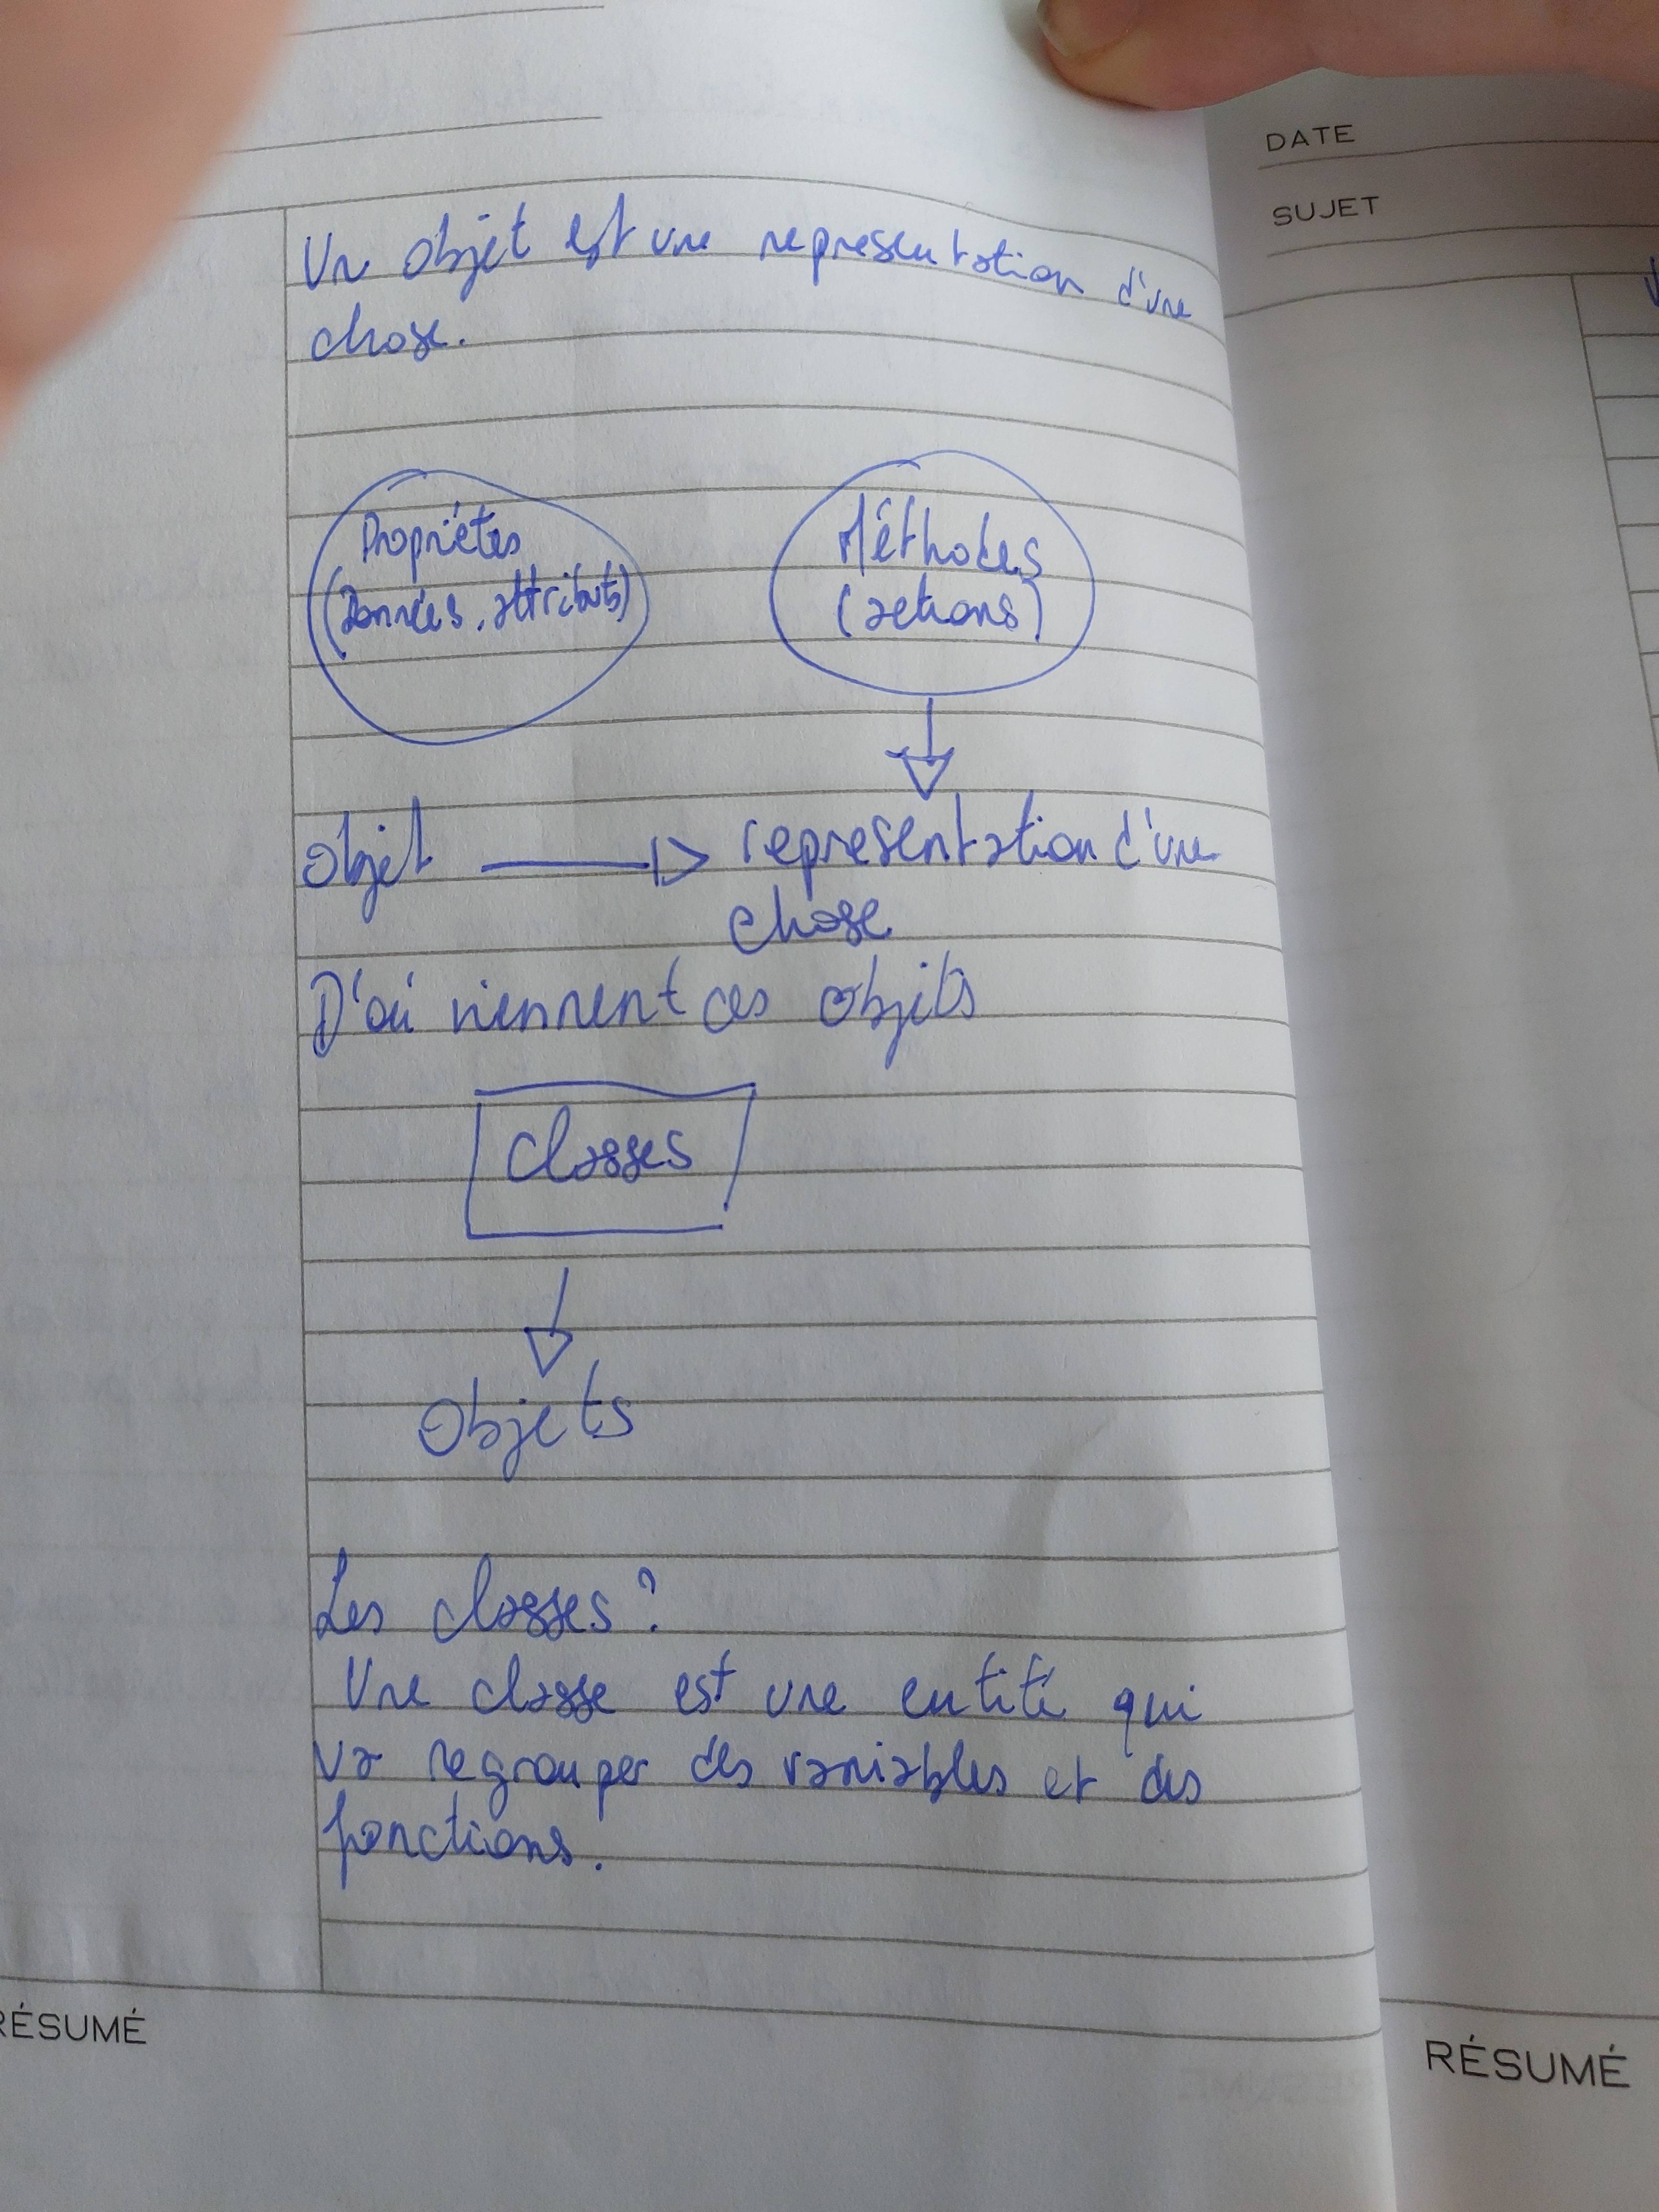 DATE
SUJET
Un objet est une representation d'une
chose.
Propriétes
(Données, attributs)
Méthodes
(actions)
objet representation d'une
chose
D'où viennent ces objets
Classes
Objets
Les classes ?
Une classe est une entité qui
va regrouper des variables et des
fonctions.
RÉSUMÉ
RÉSUMÉ